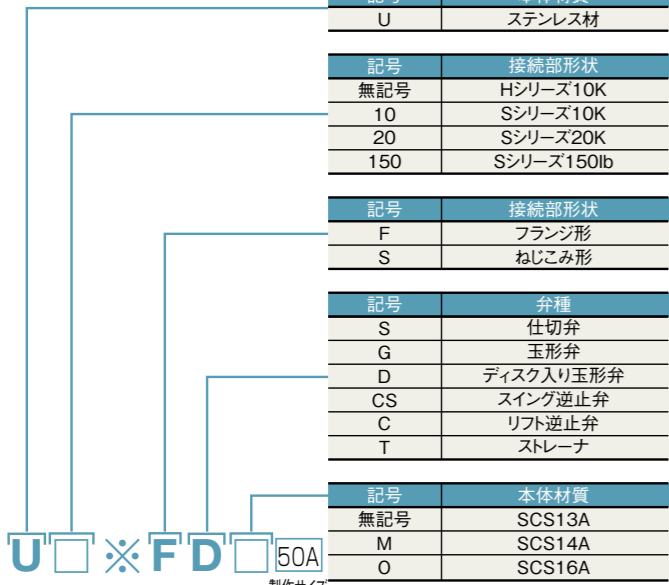 U ステンレス材
記号 接続部形状
無記号 Hシリーズ10K
10 Sシリーズ10K
20 Sシリーズ20K
150 Sシリーズ150lb
記号 接続部形状
F フランジ形
S ねじこみ形
記号 弁種
S 仕切弁
G 玉形弁
D ディスク入り玉形弁
CS スイング逆止弁
C リフト逆止弁
T ストレーナ
記号 本体材質
無記号 SCS13A
M SCS14A
O SCS16A
U□※FD□50A
製作サイズ